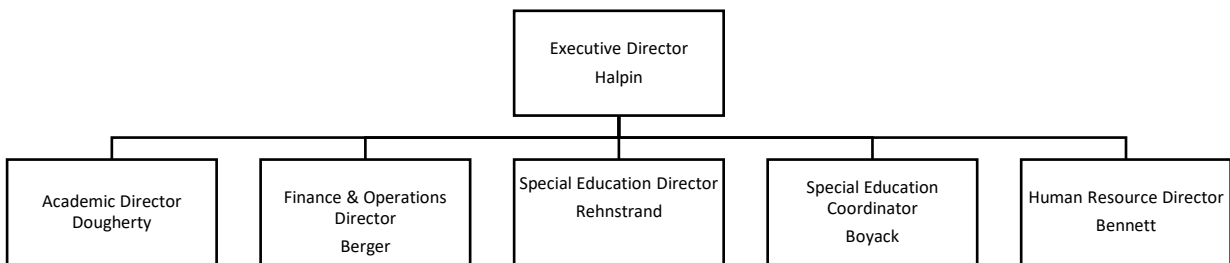 Executive Director
Halpin
Academic Director
Dougherty
Finance & Operations
Director
Berger
Special Education Director
Rehnstrand
Special Education
Coordinator
Boyack
Human Resource Director
Bennett